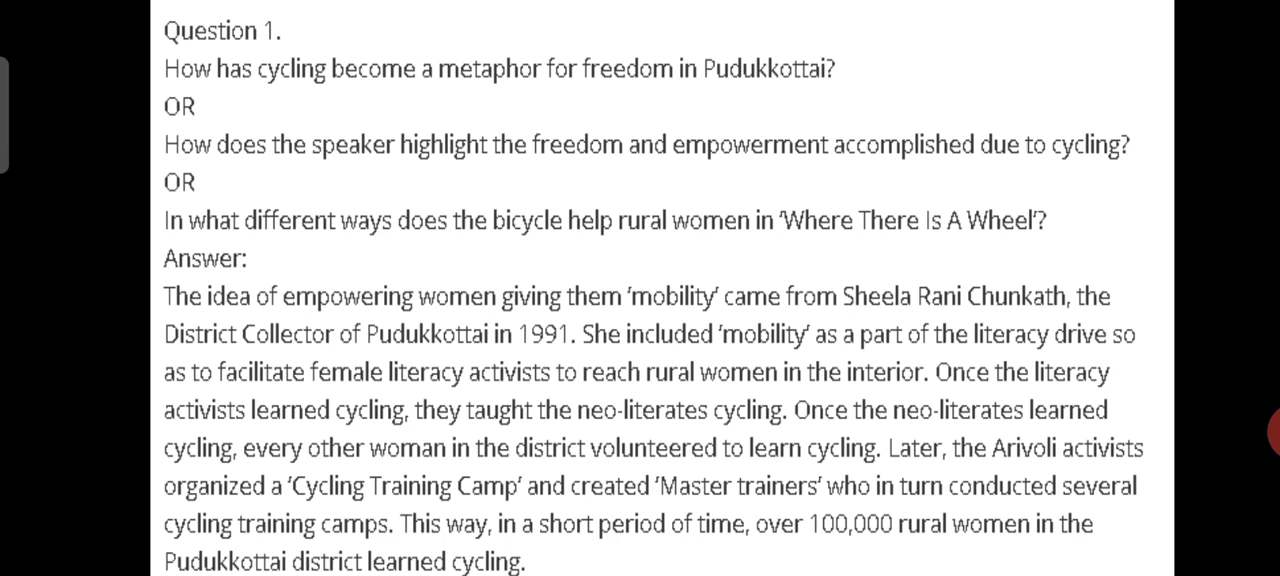 Question 1.
How has cycling become a metaphor for freedom in Pudukkottai?
OR
How does the speaker highlight the freedom and empowerment accomplished due to cycling?
OR
In what different ways does the bicycle help rural women in ‘Where There Is A Wheel’?
Answer:
The idea of empowering women giving them ‘mobility’ came from Sheela Rani Chunkath, the
District Collector of Pudukkottai in 1991. She included ‘mobility’ as a part of the literacy drive so
as to facilitate female literacy activists to reach rural women in the interior. Once the literacy
activists learned cycling, they taught the neo-literates cycling. Once the neo-literates learned
cycling, every other woman in the district volunteered to learn cycling. Later, the Arivoli activists
organized a ‘Cycling Training Camp’ and created ‘Master trainers’ who in turn conducted several
cycling training camps. This way, in a short period of time, over 100,000 rural women in the
Pudukkottai district learned cycling.